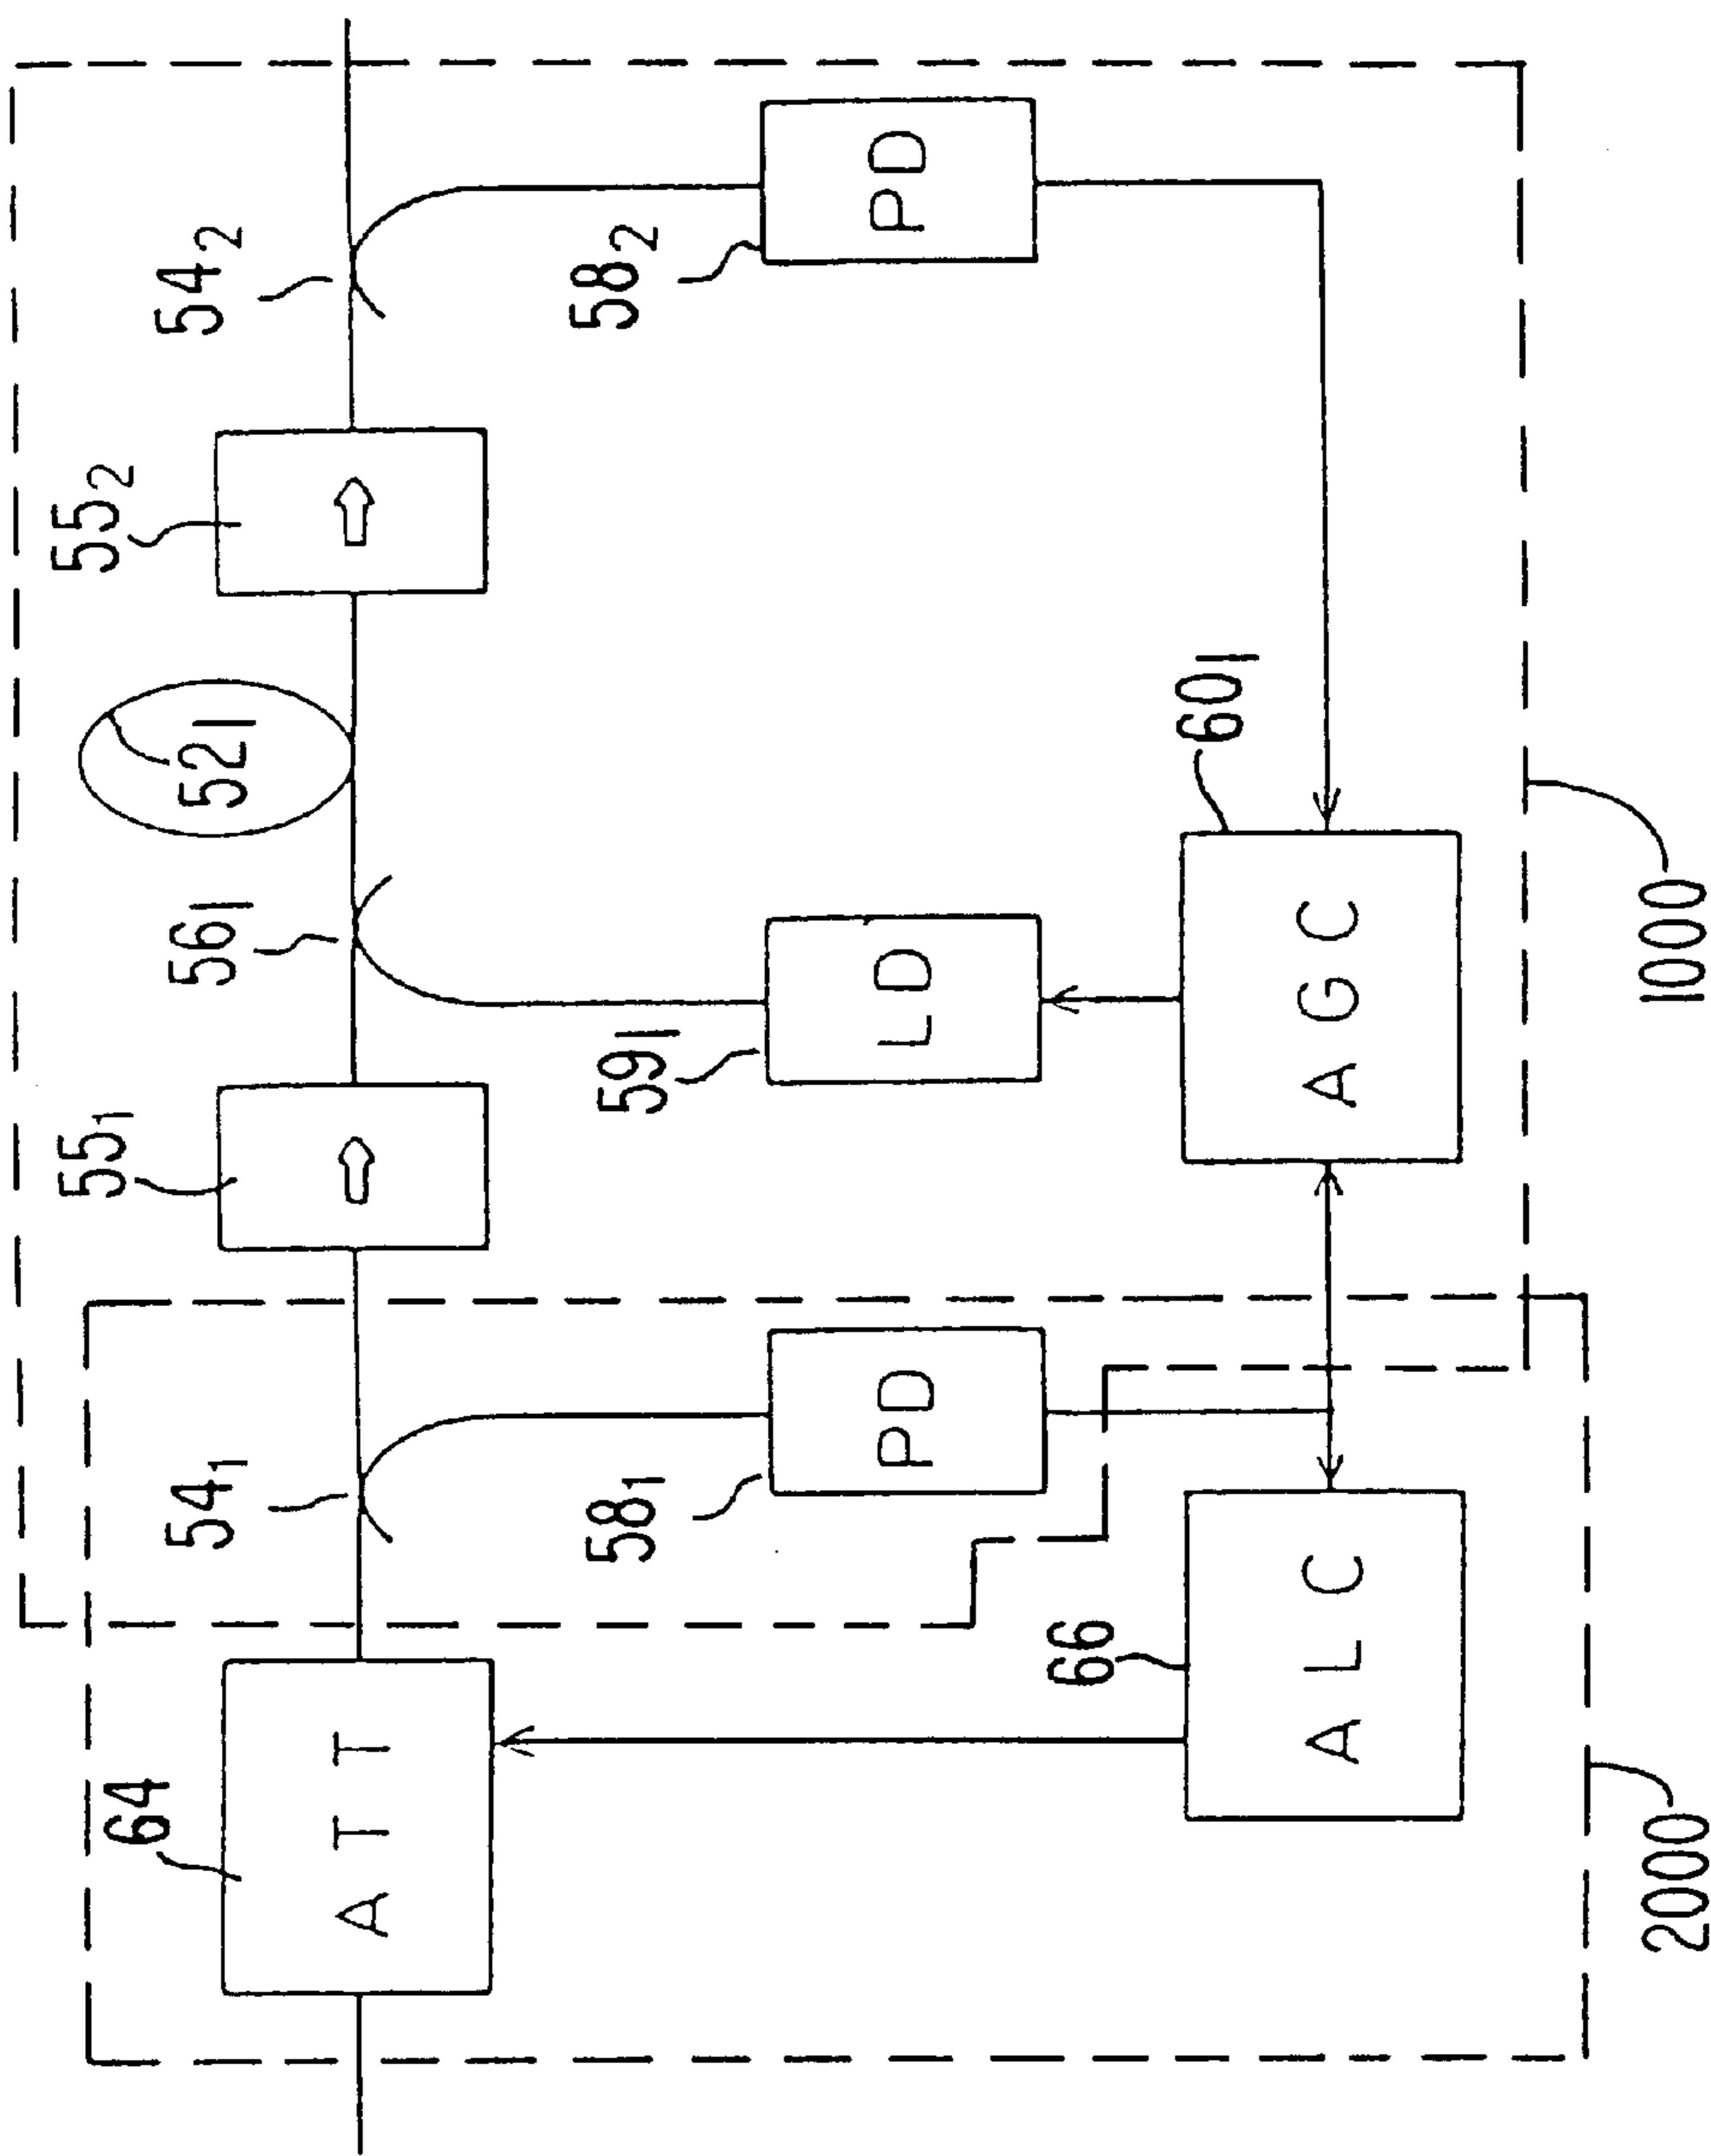 64
ATT
54₁
55₁
56₁
52₁
55₂
54₂
58₁
PD
59₁
LD
58₂
PD
66
ALC
60₁
AGC
2000
1000